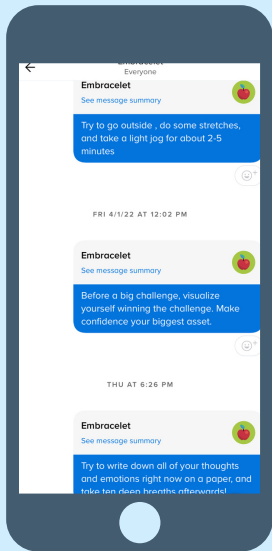 Embracelet
Everyone
Embracelet
See message summary
Try to go outside , do some stretches,
and take a light jog for about 2-5
minutes
FRI 4/1/22 AT 12:02 PM
Embracelet
See message summary
Before a big challenge, visualize
yourself winning the challenge. Make
confidence your biggest asset.
THU AT 6:26 PM
Embracelet
See message summary
Try to write down all of your thoughts
and emotions right now on a paper, and
take ten deep breaths afterwards!